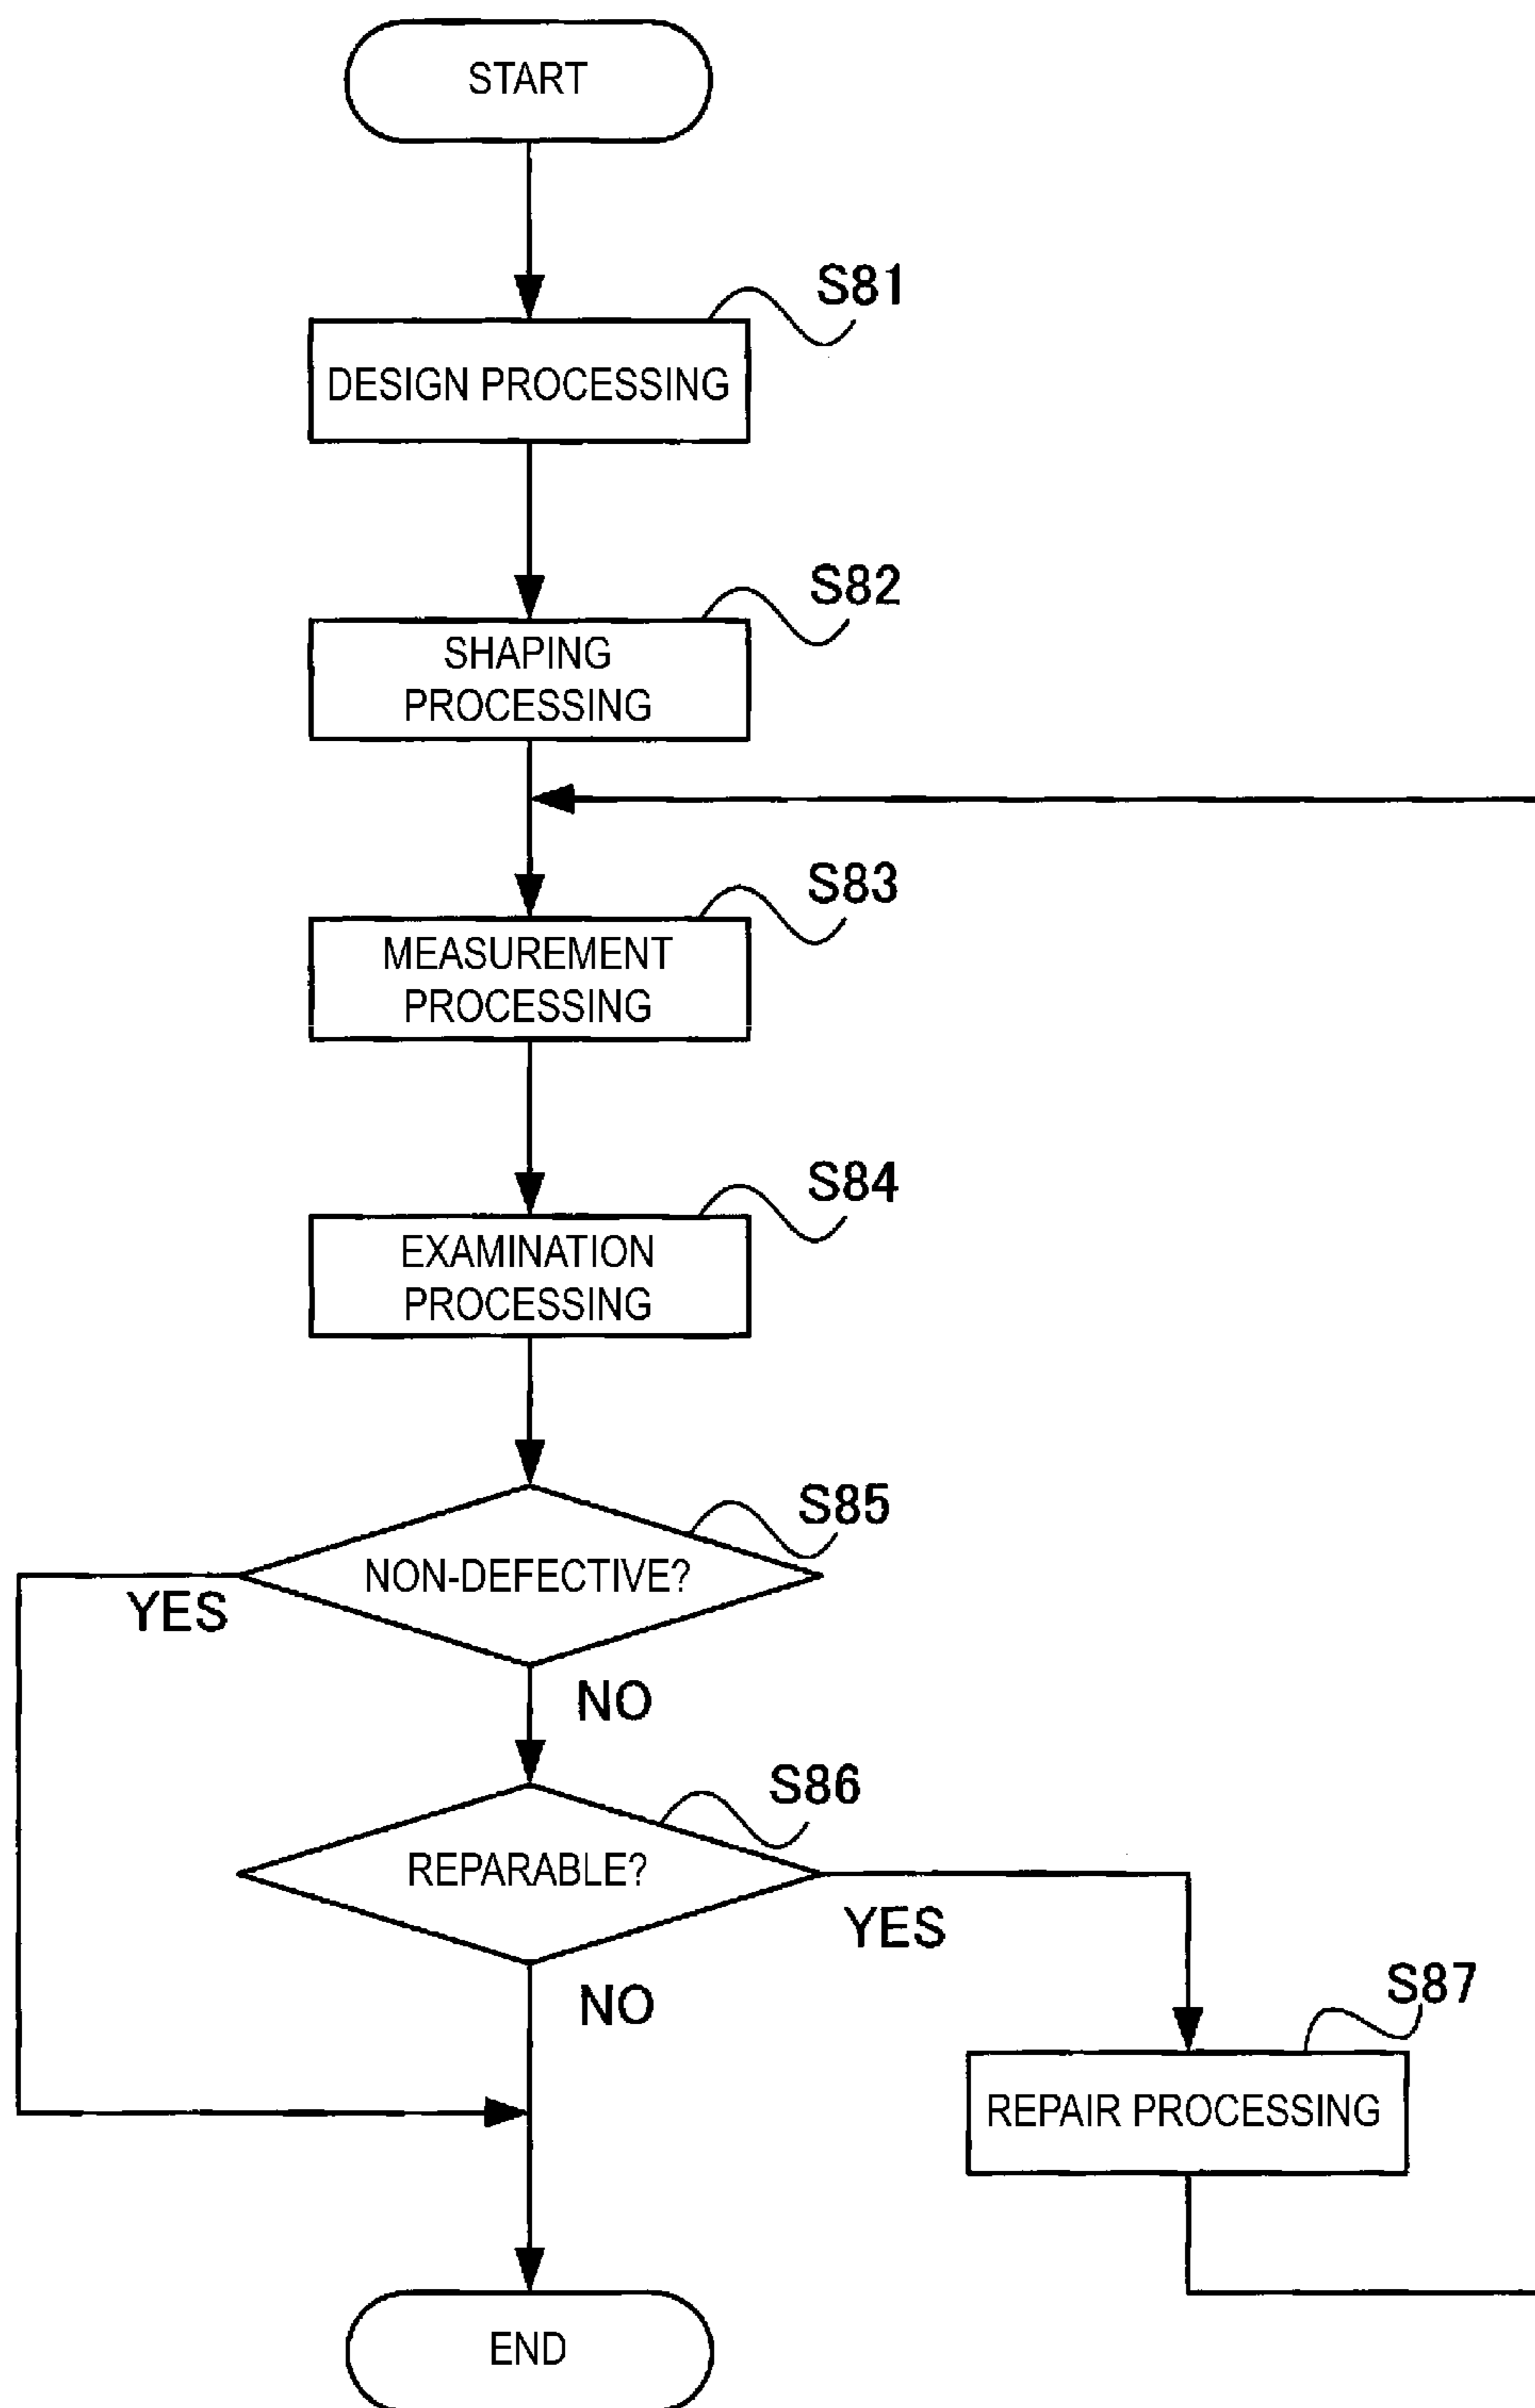 START
S81
DESIGN PROCESSING
S82
SHAPING
PROCESSING
S83
MEASUREMENT
PROCESSING
S84
EXAMINATION
PROCESSING
S85
NON-DEFECTIVE?
YES
NO
S86
REPARABLE?
YES
NO
S87
REPAIR PROCESSING
END